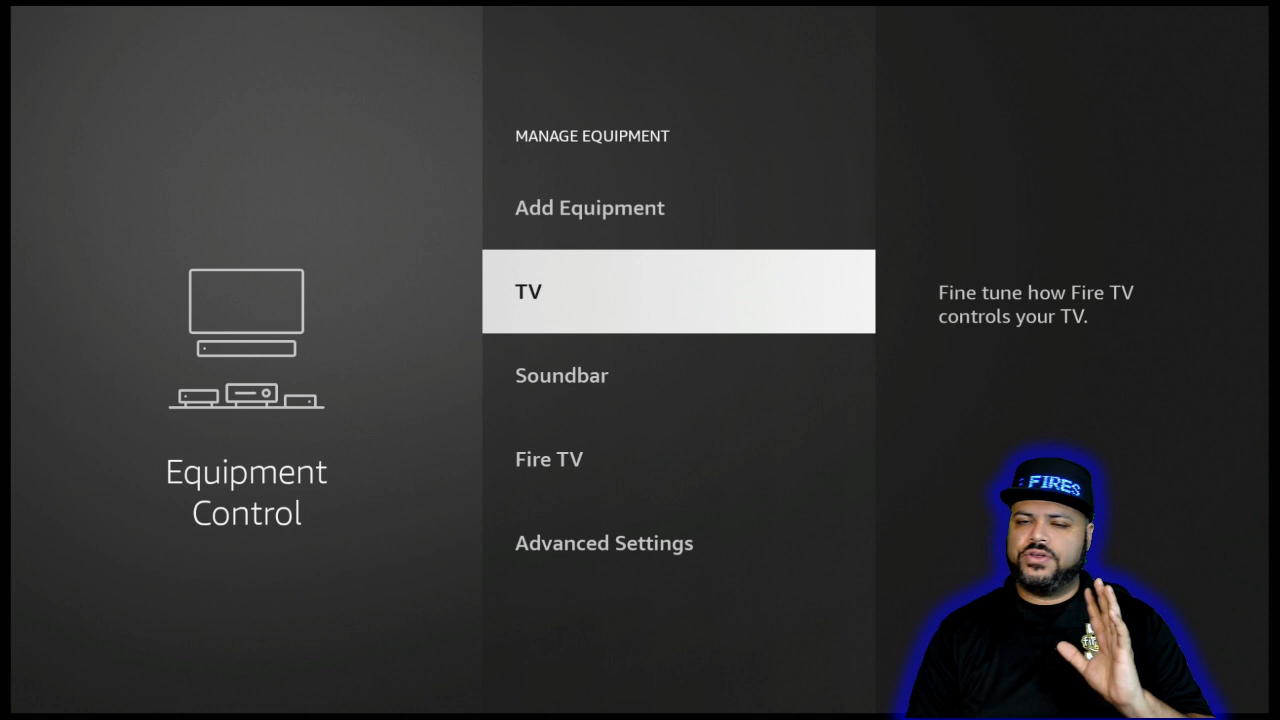 MANAGE EQUIPMENT
Add Equipment
TV
Soundbar
Fire TV
Advanced Settings
Equipment
Control
Fine tune how Fire TV
controls your TV.
FIRES